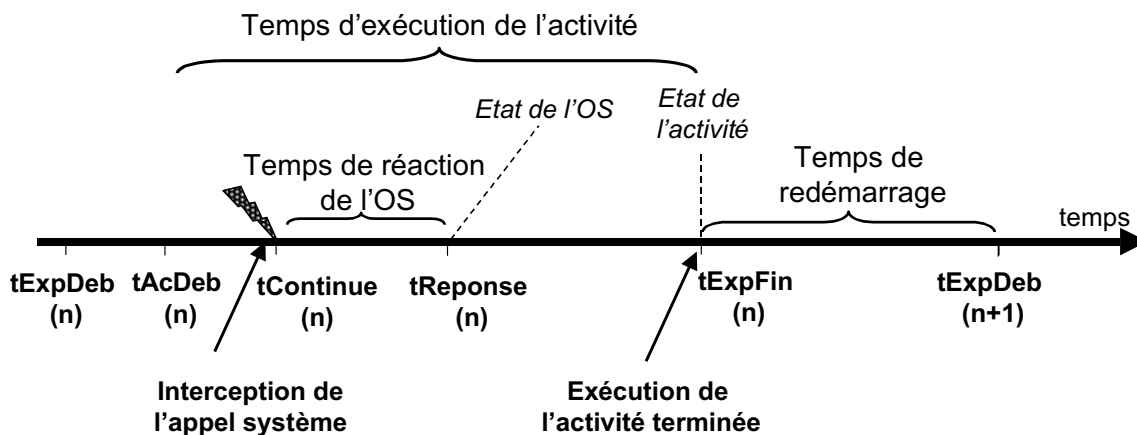 Temps d'exécution de l'activité
Etat de l'OS
Etat de
l'activité
Temps de réaction
de l'OS
Temps de
redémarrage
temps
tExpDeb
(n)
tAcDeb
(n)
tContinue
(n)
tReponse
(n)
tExpFin
(n)
tExpDeb
(n+1)
Interception de
l'appel système
Exécution de
l'activité terminée